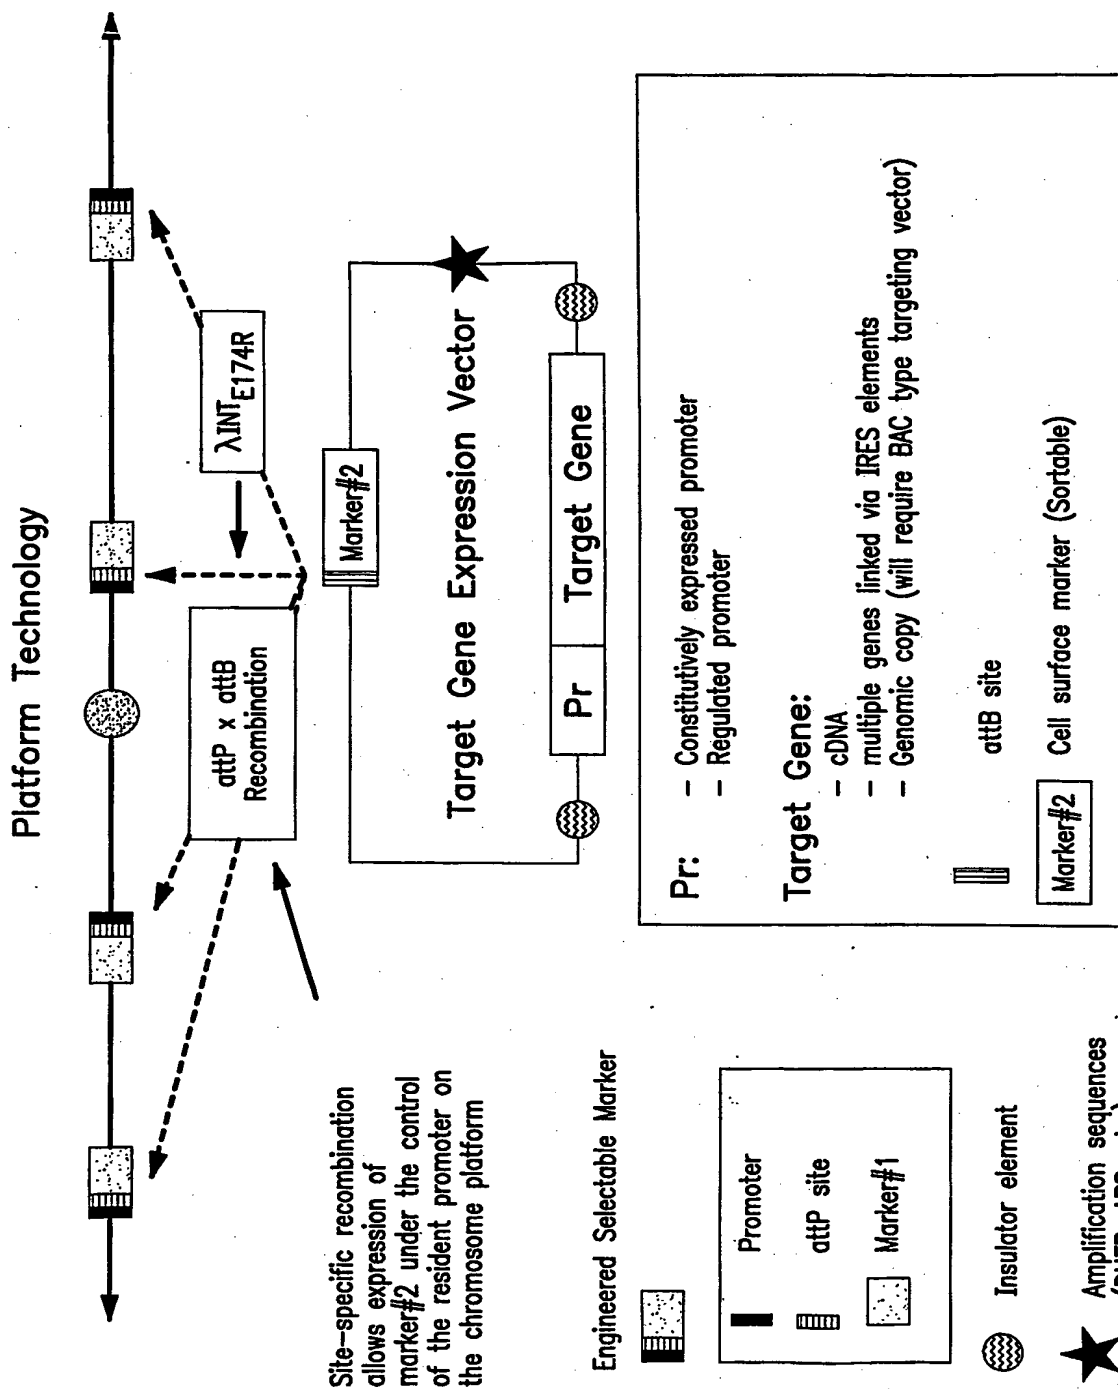 Platform Technology
λINT E174R
attP x attB
Recombination
Marker#2
Target Gene Expression Vector
Pr
Target Gene
Site-specific recombination
allows expression of
marker#2 under the control
of the resident promoter on
the chromosome platform
Engineered Selectable Marker
Promoter
attP site
Marker#1
Insulator element
Amplification sequences
Pr:
- Constitutively expressed promoter
- Regulated promoter
Target Gene:
- cDNA
- multiple genes linked via IRES elements
- Genomic copy (will require BAC type targeting vector)
attB site
Marker#2
Cell surface marker (Sortable)